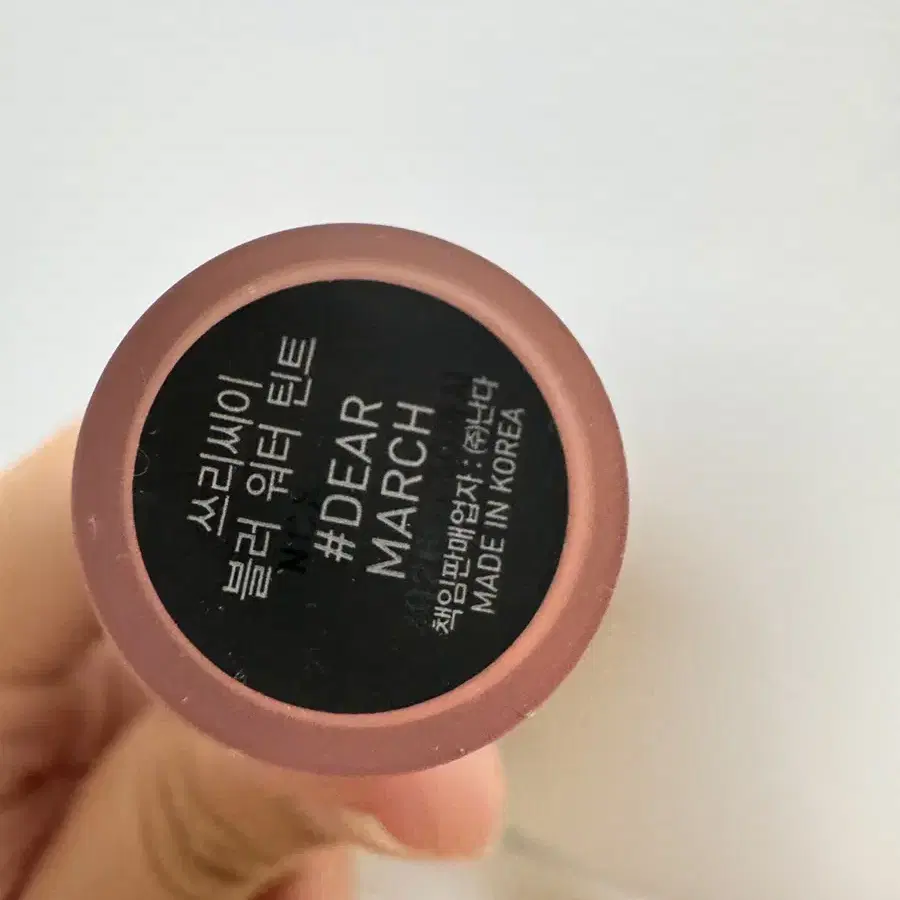 쓰리씨이
블러 워터 틴트
#DEAR
MARCH
책임판매업자 : (주)난다
MADE IN KOREA